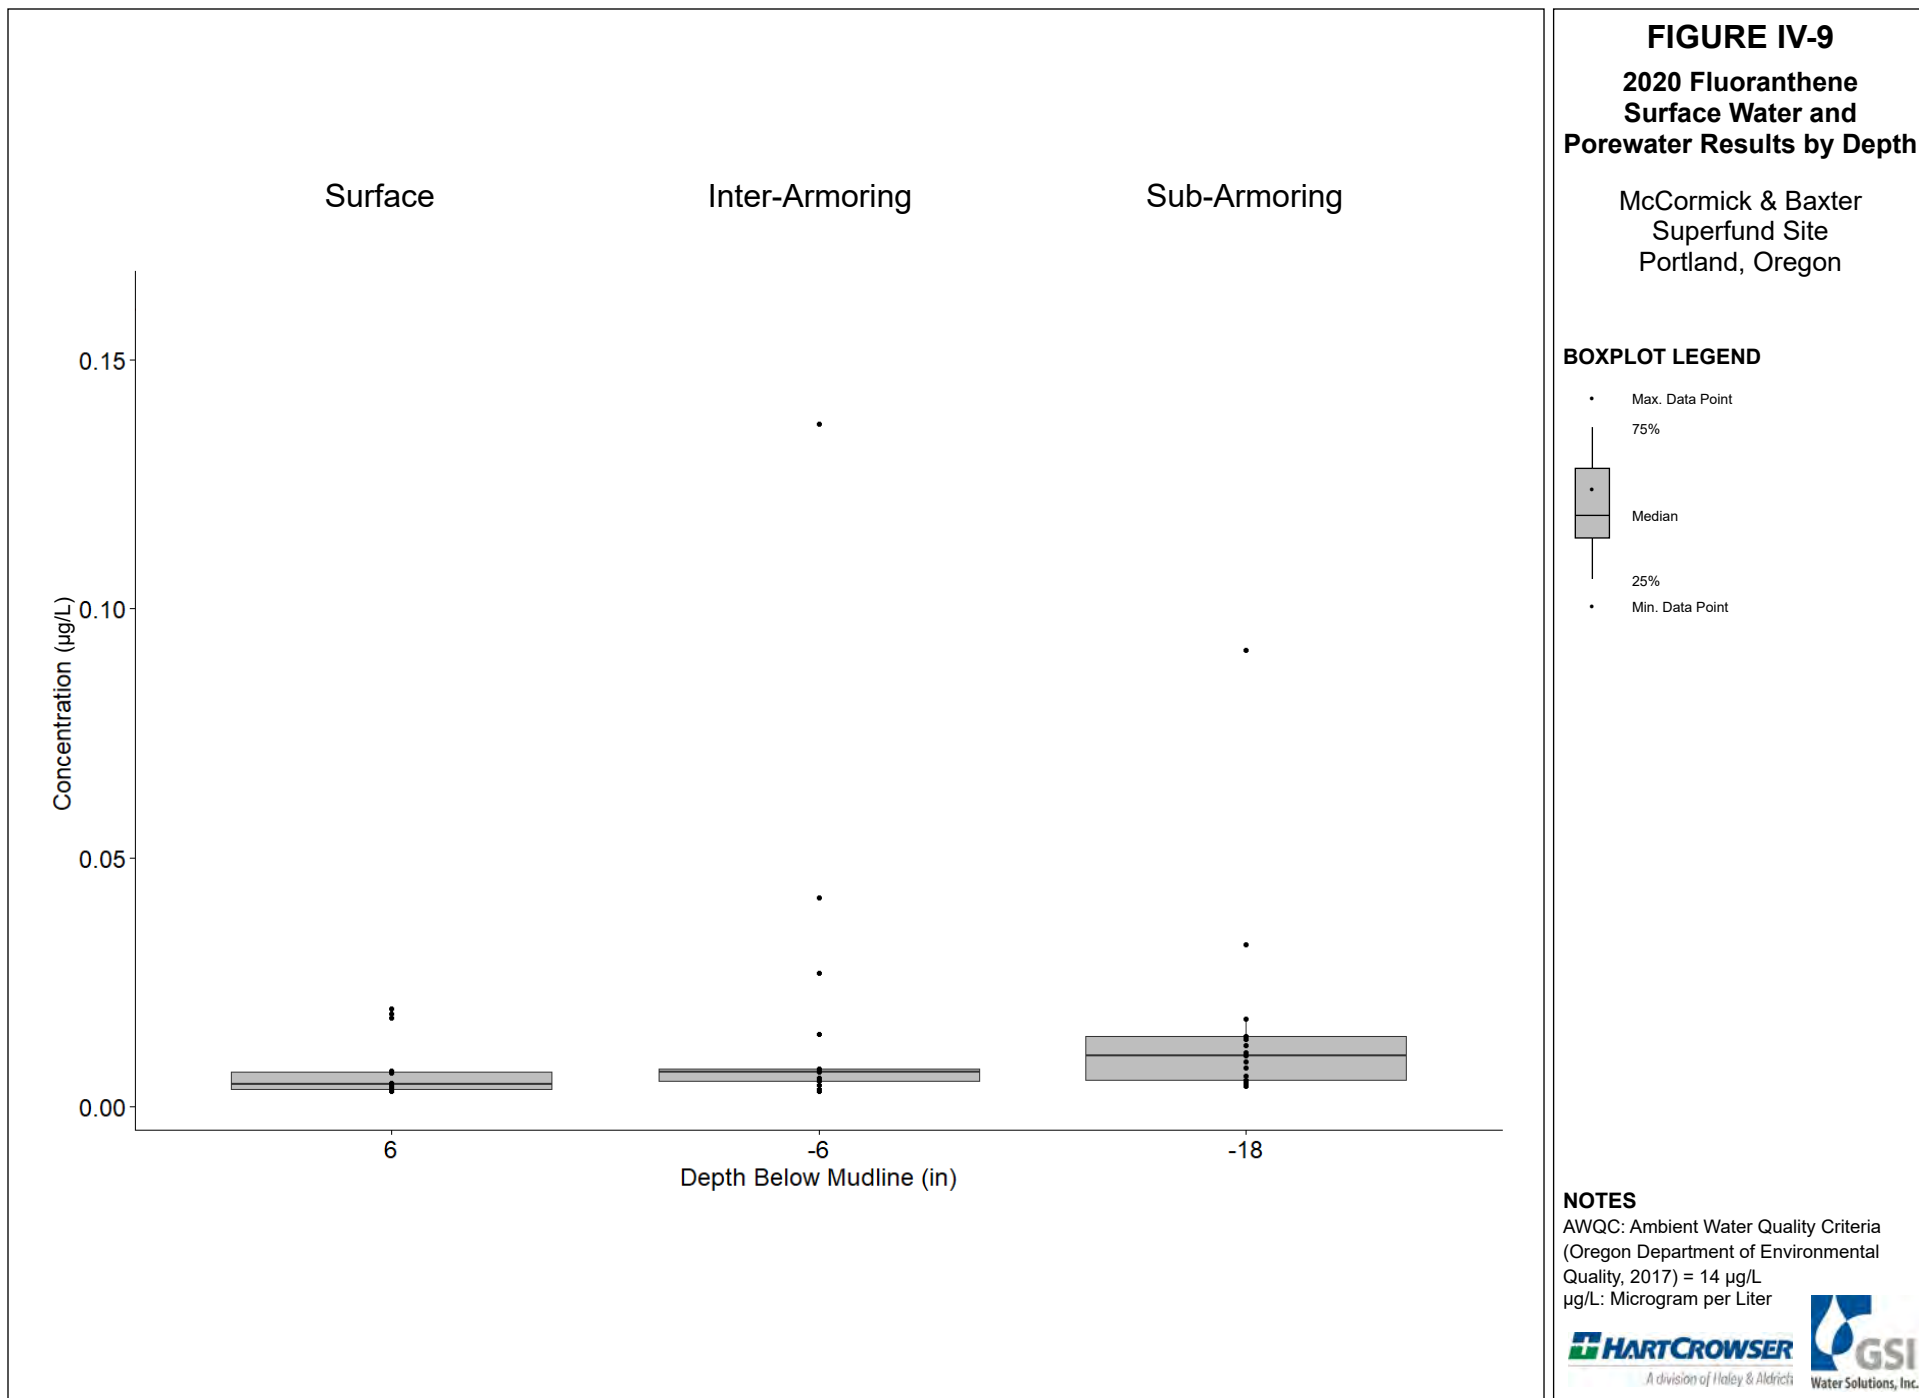 FIGURE IV-9
2020 Fluoranthene
Surface Water and
Porewater Results by Depth
McCormick & Baxter
Superfund Site
Portland, Oregon
Surface
Inter-Armoring
Sub-Armoring
0.15
0.10
0.05
0.00
Concentration (µg/L)
6
-6
-18
Depth Below Mudline (in)
BOXPLOT LEGEND
Max. Data Point
75%
Median
25%
Min. Data Point
NOTES
AWQC: Ambient Water Quality Criteria
(Oregon Department of Environmental
Quality, 2017) = 14 µg/L
µg/L: Microgram per Liter
HARTCROWSER
A division of Haley & Aldrich
GSI
Water Solutions, Inc.